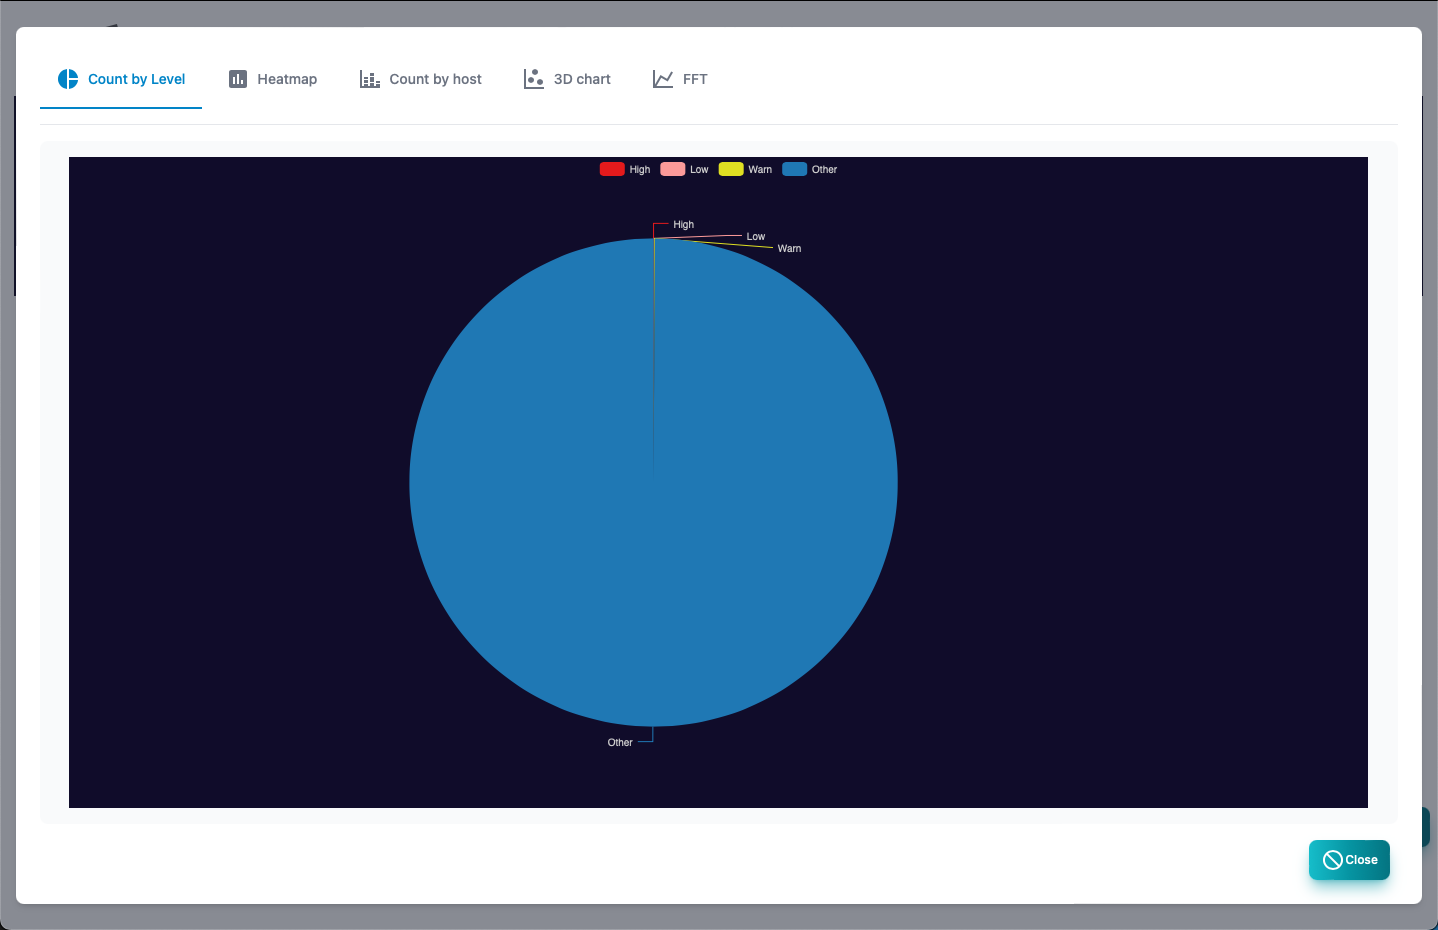 Count by Level Heatmap Count by host 3D chart FFT
High Low Warn Other
High
Low
Warn
Other
Close